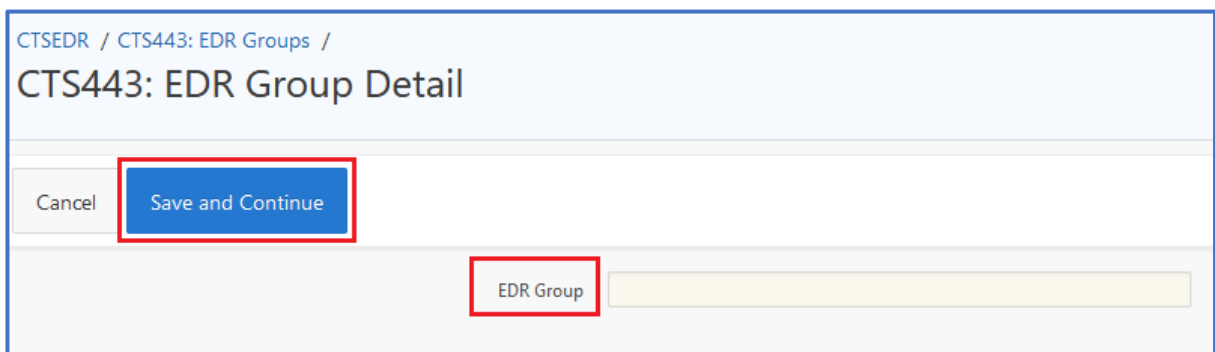 CTSEDR / CTS443: EDR Groups /
CTS443: EDR Group Detail
Cancel Save and Continue
EDR Group